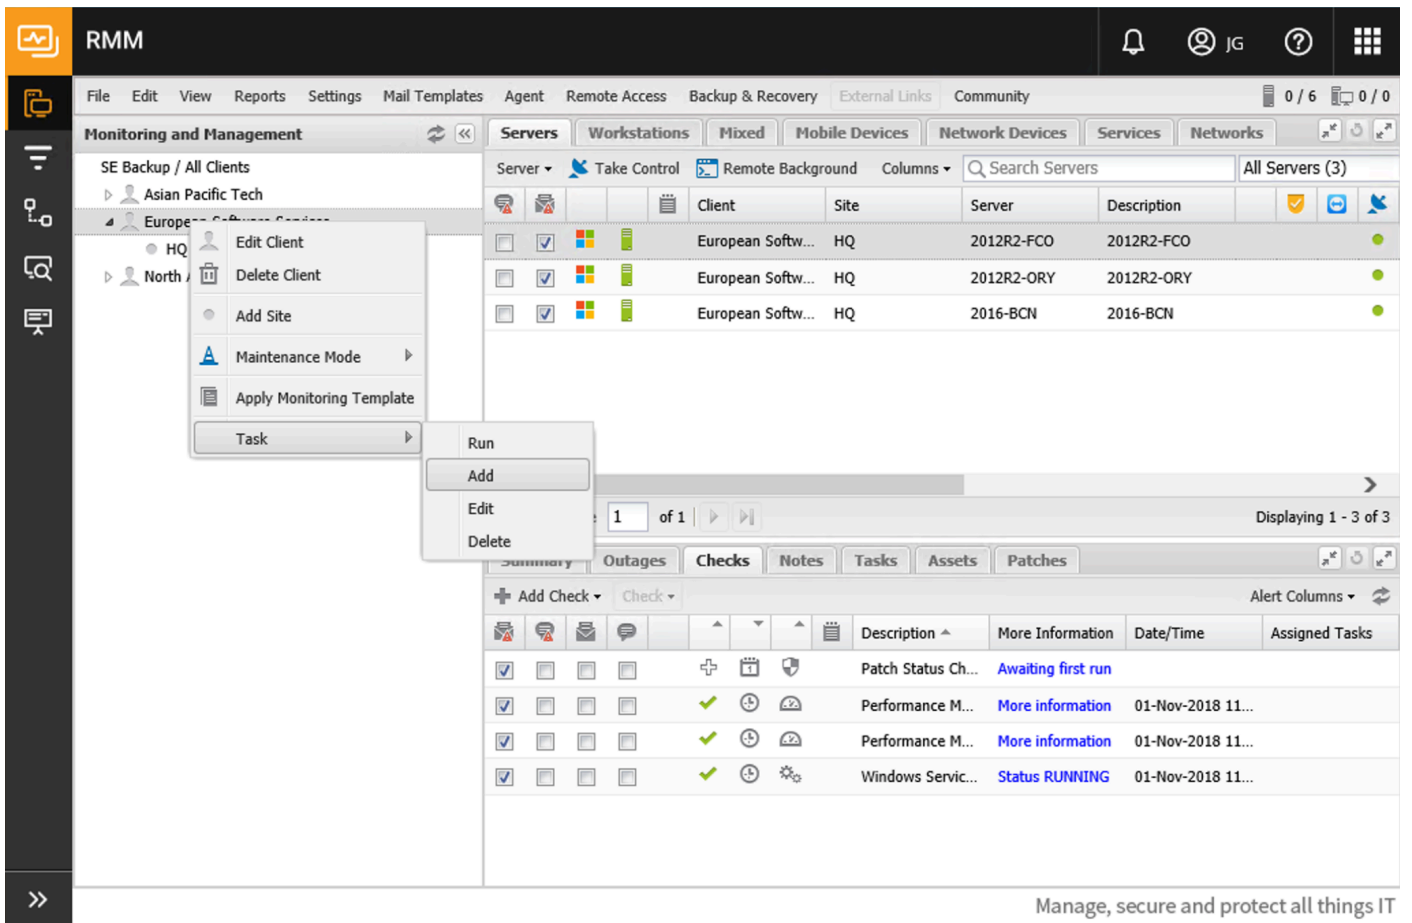 RMM
JG
File Edit View Reports Settings Mail Templates Agent Remote Access Backup & Recovery External Links Community 0 / 6 0 / 0
Monitoring and Management
SE Backup / All Clients
Asian Pacific Tech
European Software Services
HQ
North
Edit Client
Delete Client
Add Site
Maintenance Mode
Apply Monitoring Template
Task
Run
Add
Edit
Delete
Servers Workstations Mixed Mobile Devices Network Devices Services Networks
Server Take Control Remote Background Columns Search Servers All Servers (3)
Client Site Server Description
European Softw... HQ 2012R2-FCO 2012R2-FCO
European Softw... HQ 2012R2-ORY 2012R2-ORY
European Softw... HQ 2016-BCN 2016-BCN
1 of 1 Displaying 1 - 3 of 3
Summary Outages Checks Notes Tasks Assets Patches
Add Check Check Alert Columns
Description More Information Date/Time Assigned Tasks
Patch Status Ch... Awaiting first run
Performance M... More information 01-Nov-2018 11...
Performance M... More information 01-Nov-2018 11...
Windows Servic... Status RUNNING 01-Nov-2018 11...
Manage, secure and protect all things IT